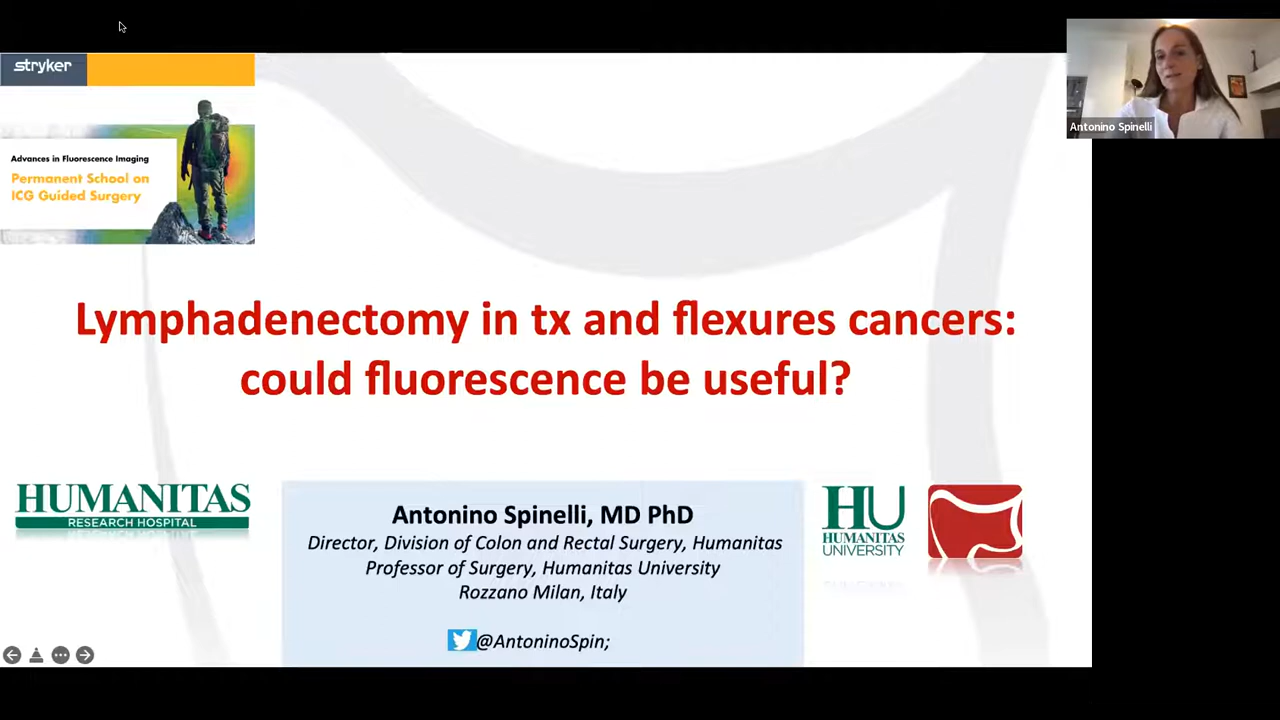 stryker
Advances in Fluorescence Imaging
Permanent School on
ICG Guided Surgery
Antonino Spinelli
Lymphadenectomy in tx and flexures cancers:
could fluorescence be useful?
HUMANITAS
RESEARCH HOSPITAL
Antonino Spinelli, MD PhD
Director, Division of Colon and Rectal Surgery, Humanitas
Professor of Surgery, Humanitas University
Rozzano Milan, Italy
@AntoninoSpin;
HU
HUMANITAS
UNIVERSITY